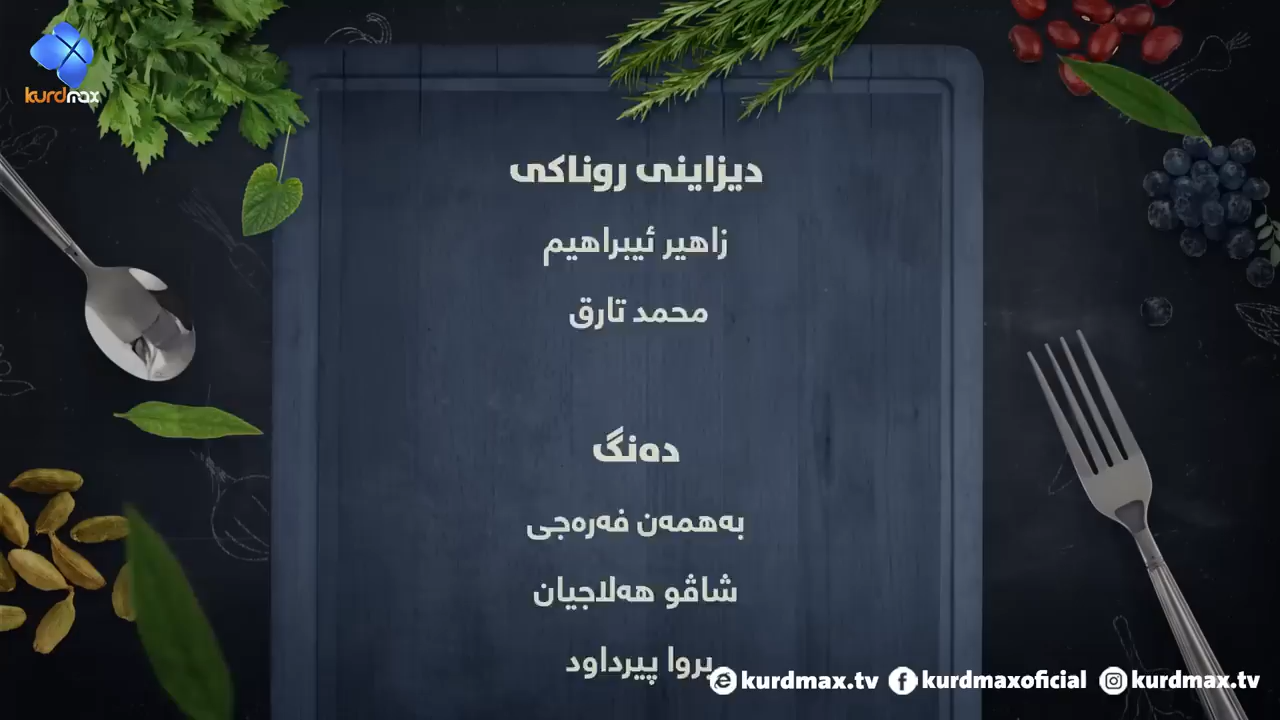 kurdmax
دیزاینی روناکی
زاهیر ئیبراهیم
محمد تارق
دەنگ
بەهمەن فەرەجی
شاڤو هەلاجیان
بروا پیرداود
kurdmax.tv kurdmaxoficial kurdmax.tv